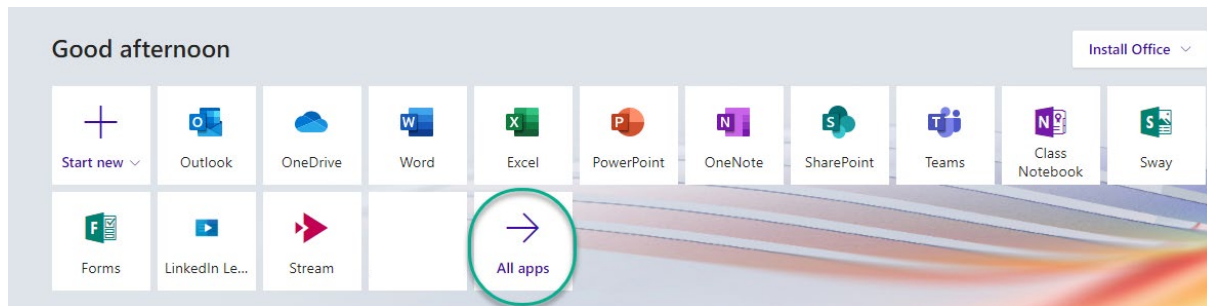 Good afternoon
Install Office
Start new
Outlook
OneDrive
Word
Excel
PowerPoint
OneNote
SharePoint
Teams
Class
Notebook
Sway
Forms
LinkedIn Le...
Stream
All apps